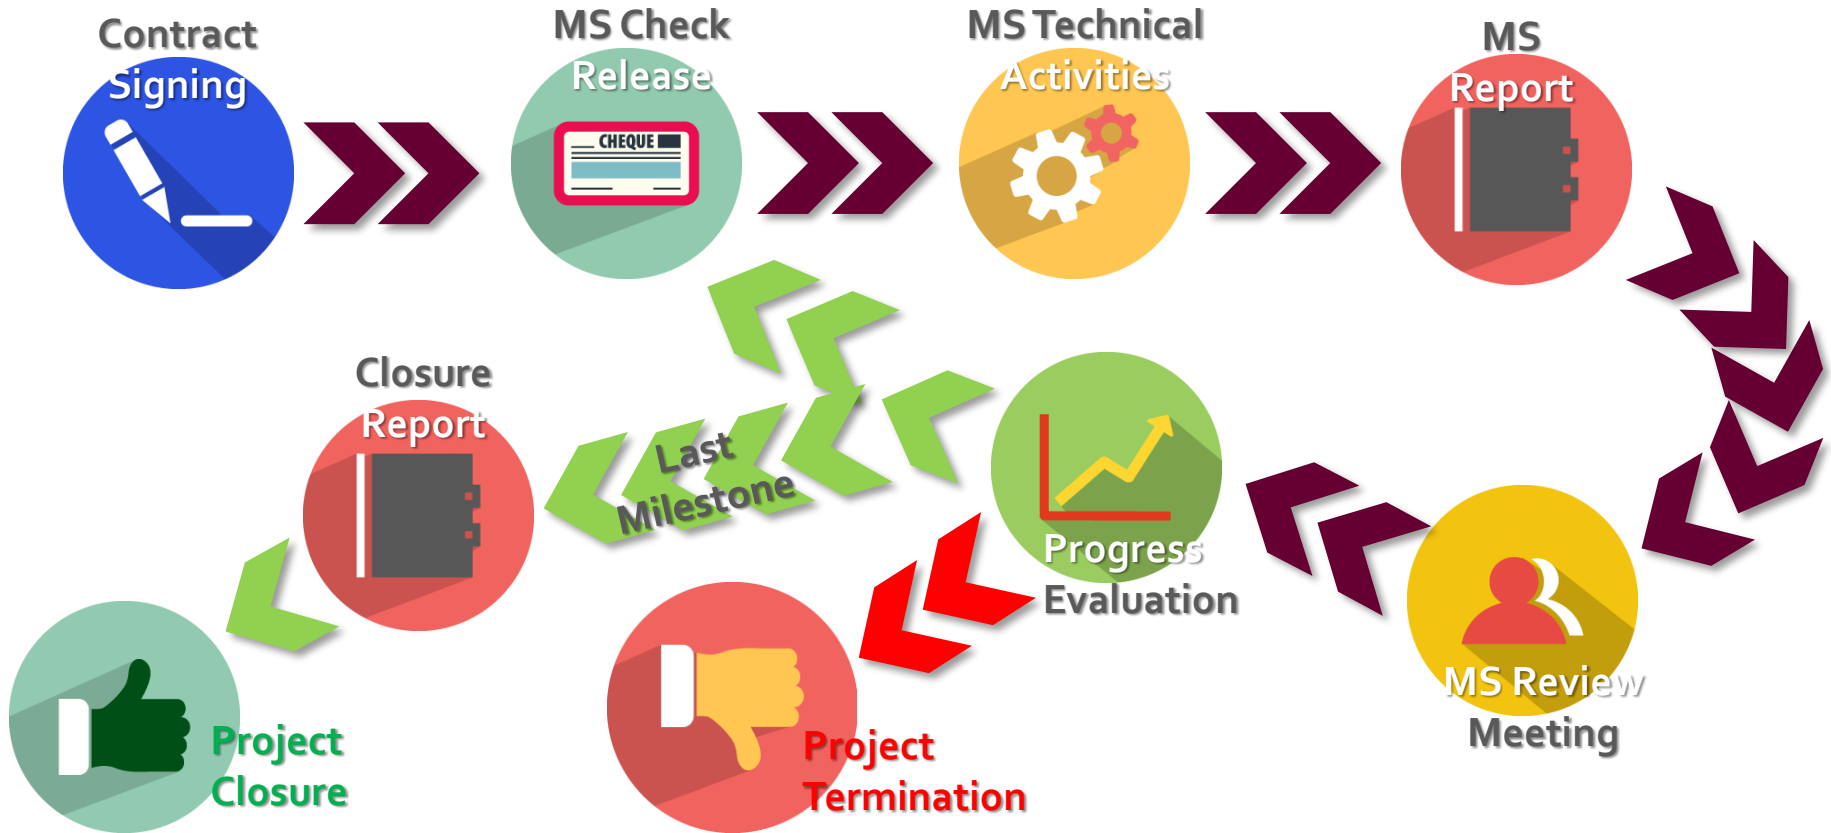 Contract
Signing
MS Check
Release
CHEQUE
MS Technical
Activities
MS
Report
Closure
Report
Last
Milestone
Progress
Evaluation
MS Review
Meeting
Project
Closure
Project
Termination